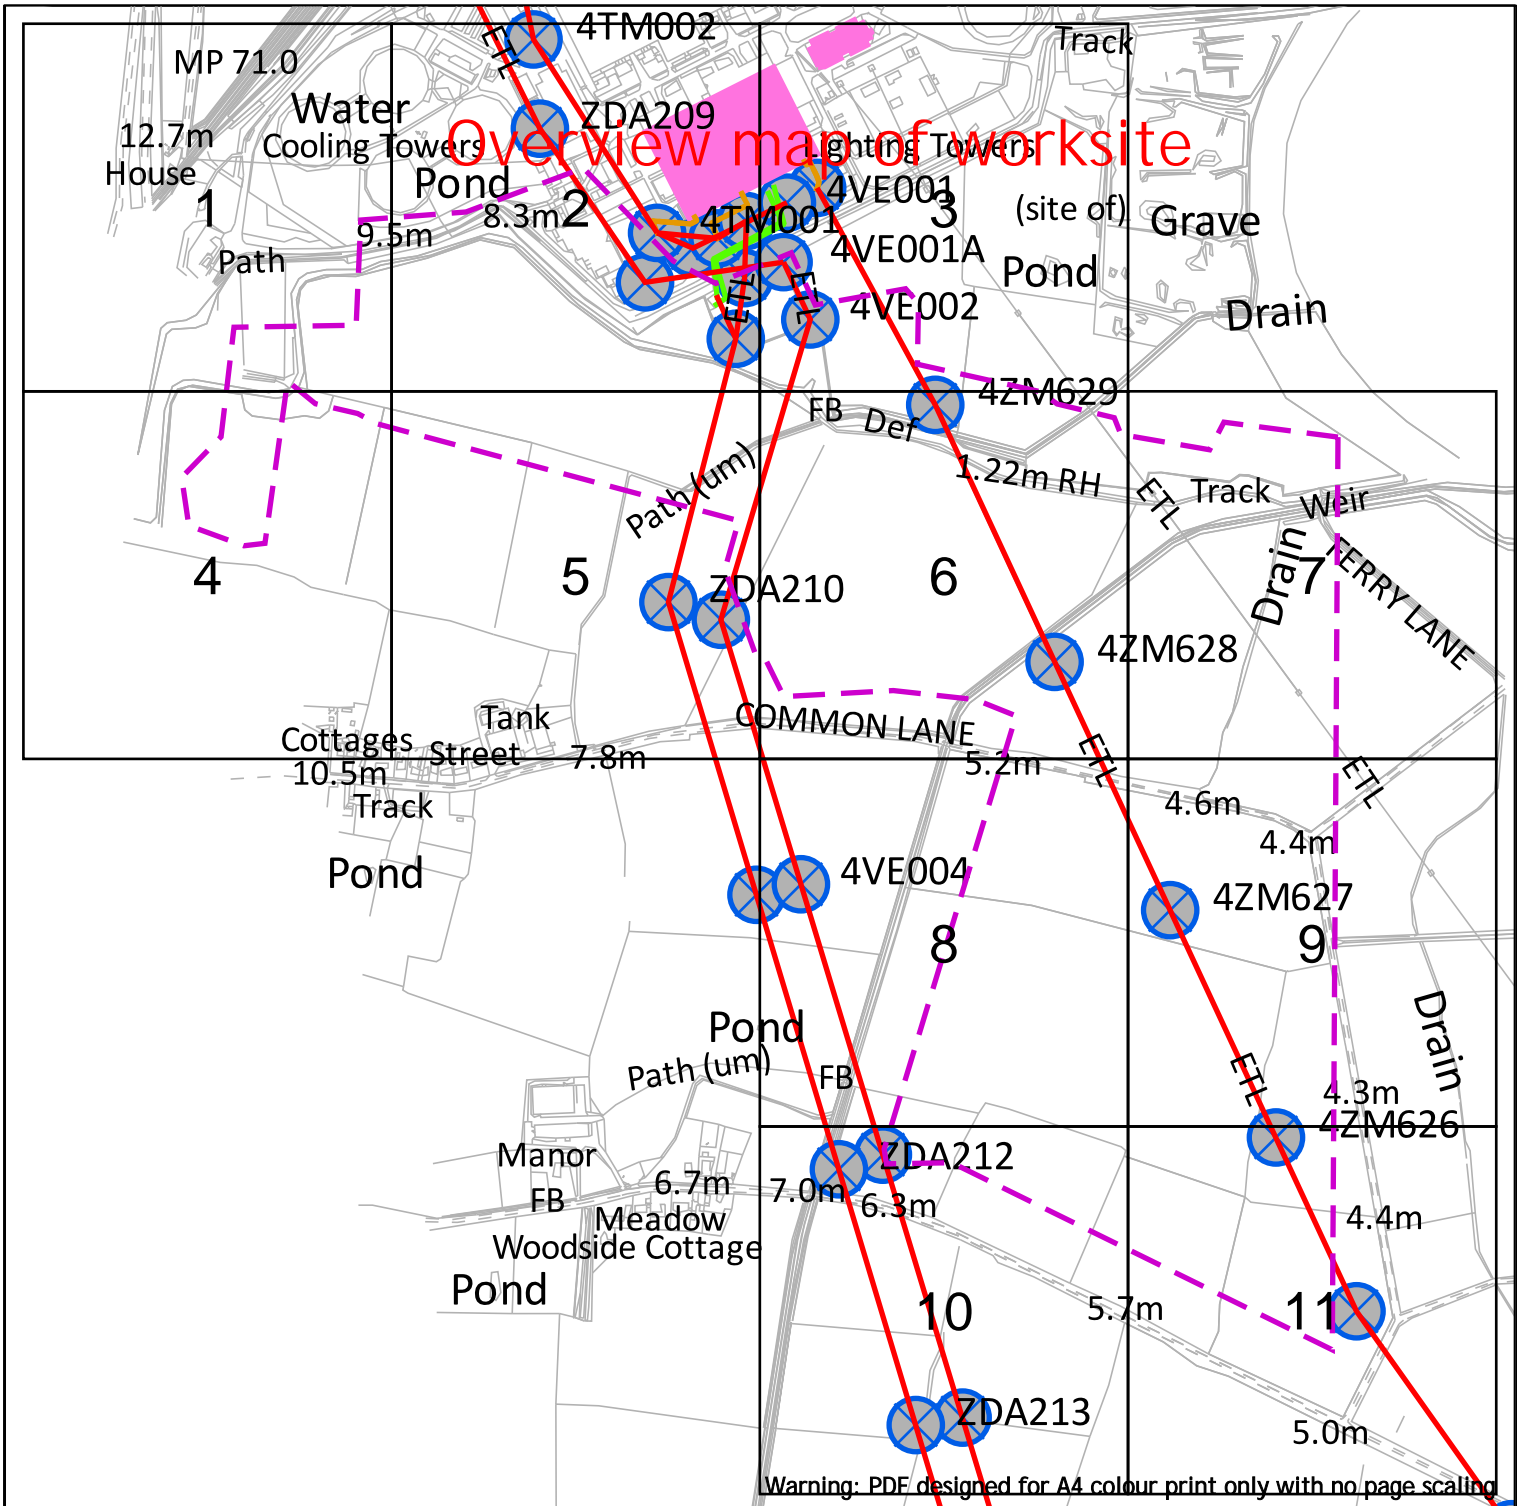 4TM002
ETL
Track
MP 71.0
Water
ZDA209
12.7m
Cooling Towers
Overview map of worksite
Lighting Towers
House
Pond
4VE001
1
8.3m
2
4TM001
3
(site of)
Grave
9.5m
Path
4VE001A
Pond
ETL
ETL
4VE002
Drain
4ZM629
FB
Def
Path (um)
1.22m RH
ETL
Track
Weir
4
5
6
Drain
7
FERRY LANE
ZDA210
4ZM628
Tank
COMMON LANE
Cottages
Street
7.8m
ETL
5.2m
ETL
10.5m
Track
4.6m
4.4m
Pond
4VE004
4ZM627
8
9
Pond
Drain
Path (um)
FB
ETL
4.3m
4ZM626
Manor
ZDA212
6.7m
7.0m
FB
6.3m
Meadow
4.4m
Woodside Cottage
Pond
10
5.7m
11
ZDA213
5.0m
Warning: PDF designed for A4 colour print only with no page scaling